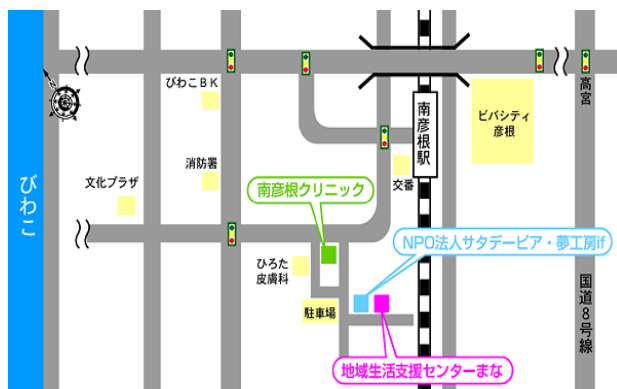 びわこBK
消防署
文化プラザ
びわこ
南彦根クリニック
ひろた
皮膚科
駐車場
交番
南彦根駅
ビバシティ
彦根
高宮
NPO法人サタデーピア・夢工房if
地域生活支援センターまな
国道8号線